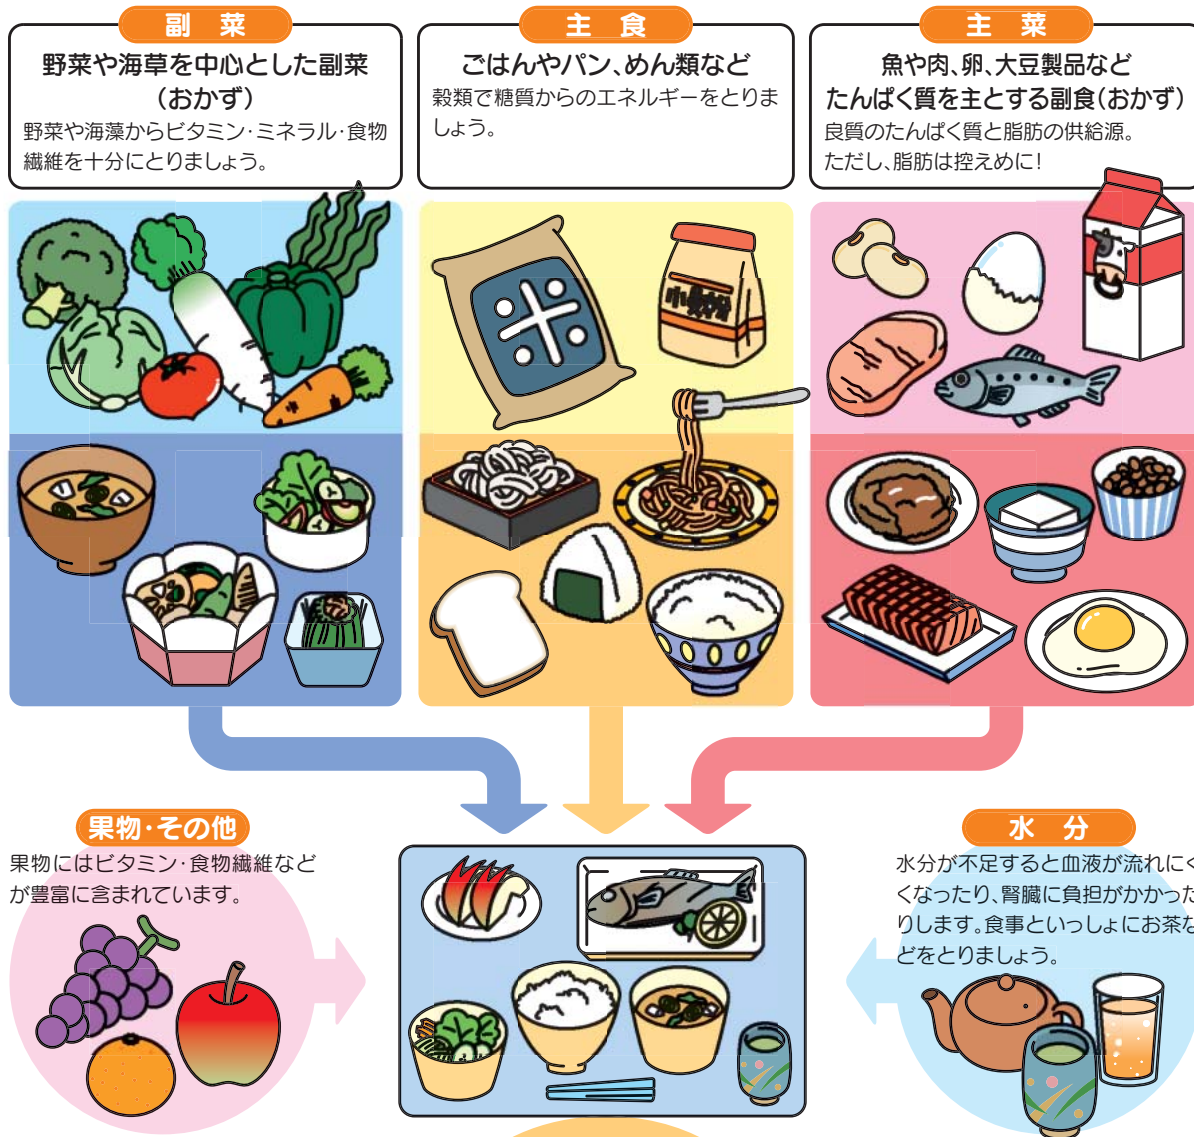 副菜
野菜や海草を中心とした副菜
(おかず)
野菜や海藻からビタミン・ミネラル・食物
繊維を十分にとりましょう。
主食
ごはんやパン、めん類など
穀類で糖質からのエネルギーをとりま
しょう。
主菜
魚や肉、卵、大豆製品など
たんぱく質を主とする副食(おかず)
良質のたんぱく質と脂肪の供給源。
ただし、脂肪は控えめに!
米
小麦粉
果物・その他
果物にはビタミン・食物繊維など
が豊富に含まれています。
水分
水分が不足すると血液が流れにく
くなったり、腎臓に負担がかかった
りします。食事といっしょにお茶な
どをとりましょう。